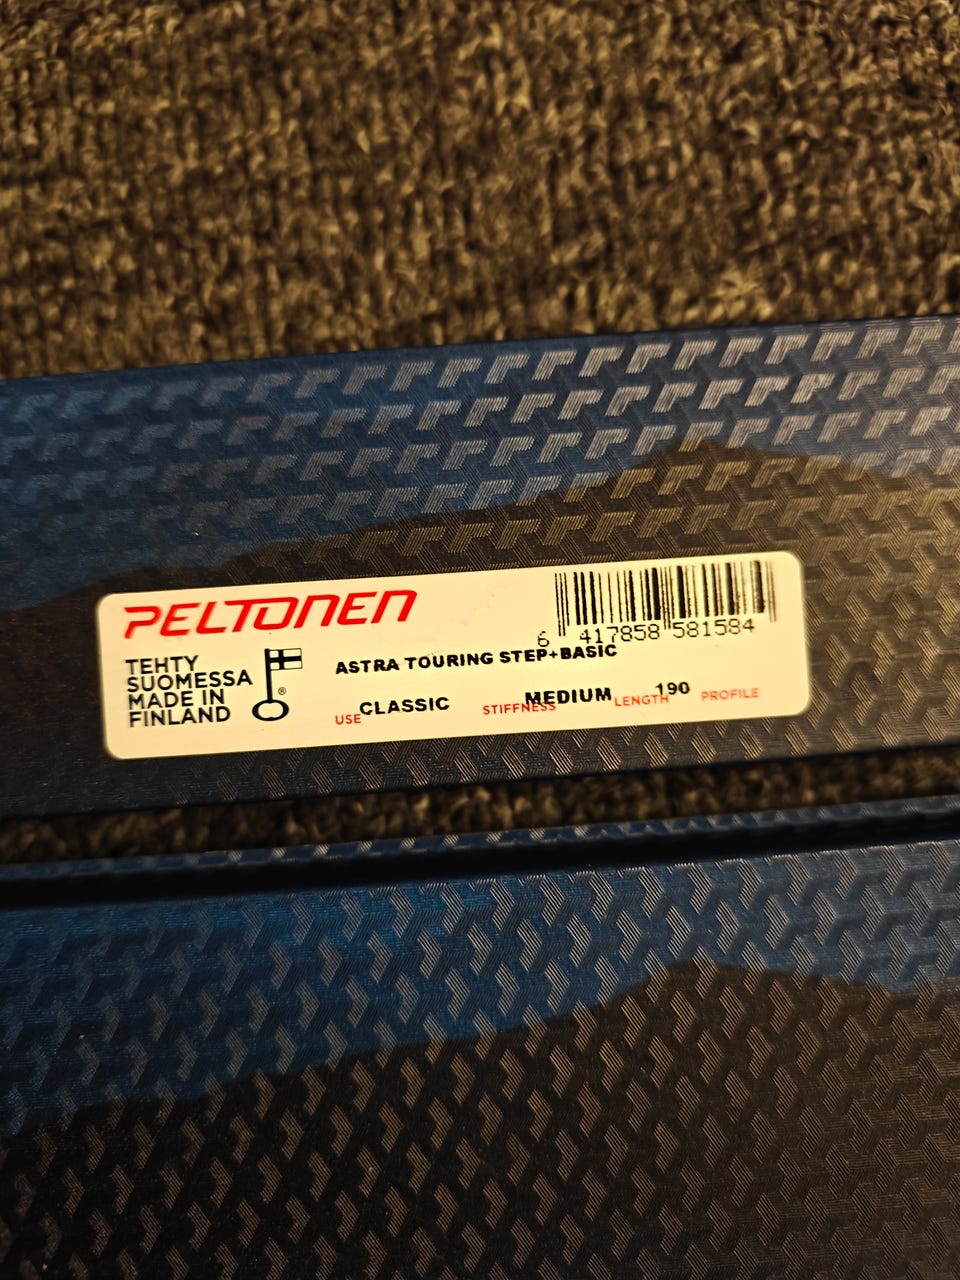 PELTONEN
TEHTY
SUOMESSA
MADE IN
FINLAND
®
6 417858 581584
ASTRA TOURING STEP+BASIC
USE CLASSIC STIFFNESS MEDIUM LENGTH 190 PROFILE